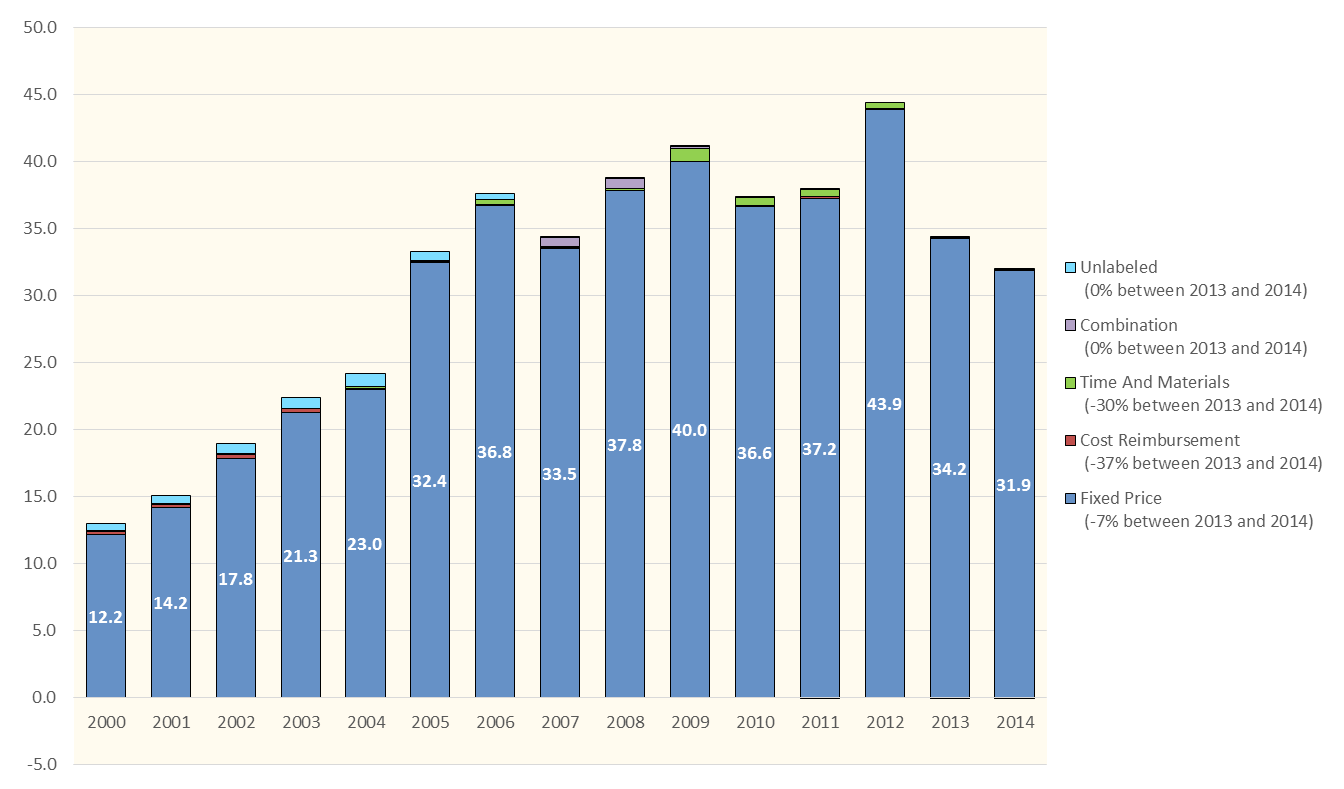 50.0
45.0
40.0
35.0
30.0
25.0
20.0
15.0
10.0
5.0
0.0
-5.0
12.2
14.2
17.8
21.3
23.0
32.4
36.8
33.5
37.8
40.0
36.6
37.2
43.9
34.2
31.9
2000 2001 2002 2003 2004 2005 2006 2007 2008 2009 2010 2011 2012 2013 2014
Unlabeled
(0% between 2013 and 2014)
Combination
(0% between 2013 and 2014)
Time And Materials
(-30% between 2013 and 2014)
Cost Reimbursement
(-37% between 2013 and 2014)
Fixed Price
(-7% between 2013 and 2014)